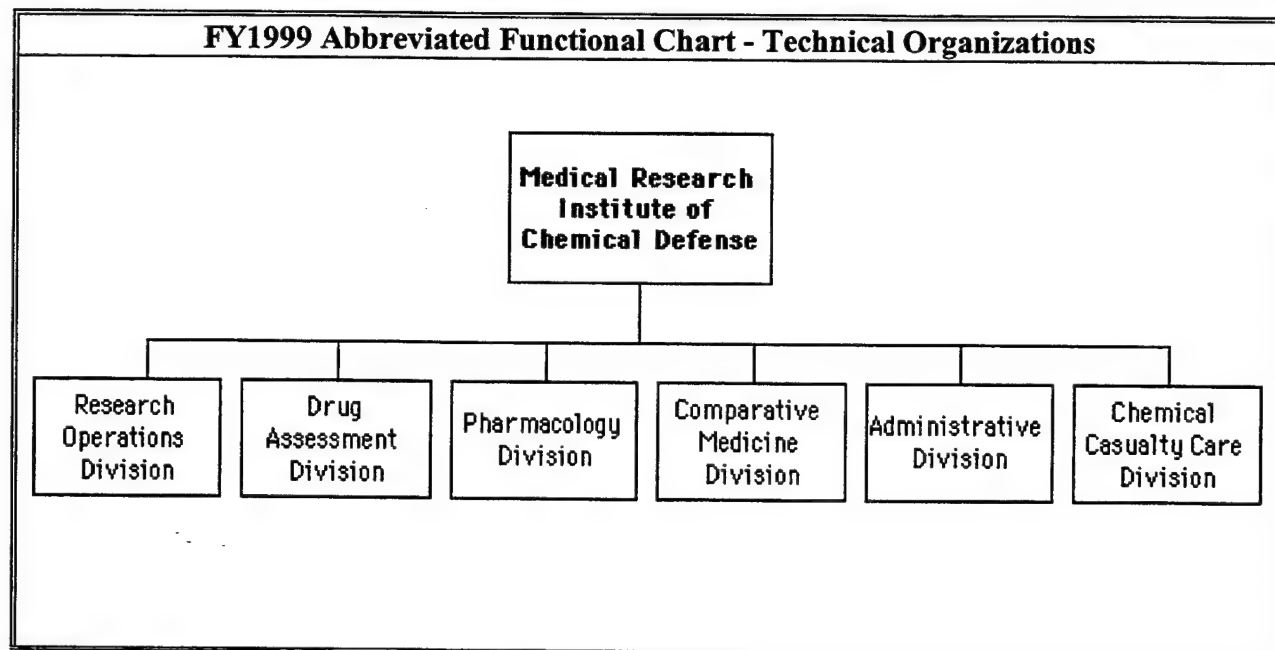 FY1999 Abbreviated Functional Chart - Technical Organizations
Medical Research
Institute of
Chemical Defense
Research
Operations
Division
Drug
Assessment
Division
Pharmacology
Division
Comparative
Medicine
Division
Administrative
Division
Chemical
Casualty Care
Division